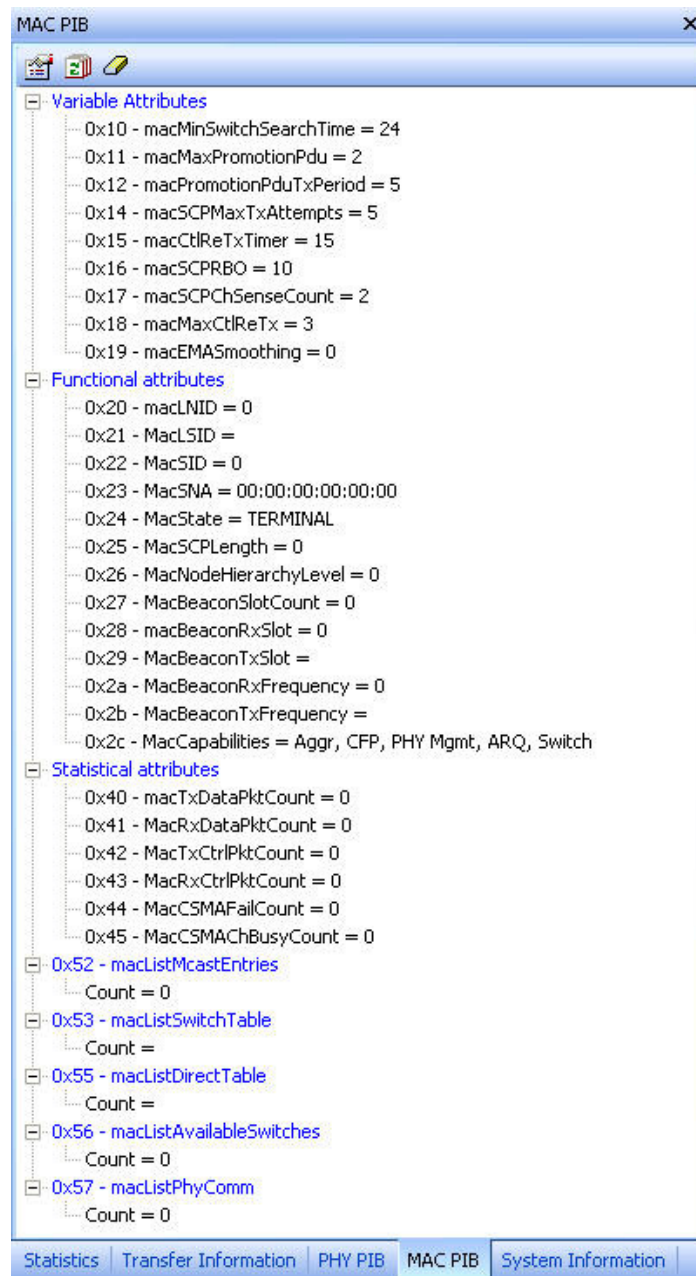 MAC PIB
Variable Attributes
0x10 - macMinSwitchSearchTime = 24
0x11 - macMaxPromotionPdu = 2
0x12 - macPromotionPduTxPeriod = 5
0x14 - macSCPMaxTxAttempts = 5
0x15 - macCtlReTxTimer = 15
0x16 - macSCPRBO = 10
0x17 - macSCPChSenseCount = 2
0x18 - macMaxCtlReTx = 3
0x19 - macEMASmoothing = 0
Functional attributes
0x20 - macLNID = 0
0x21 - MacLSID =
0x22 - MacSID = 0
0x23 - MacSNA = 00:00:00:00:00:00
0x24 - MacState = TERMINAL
0x25 - MacSCPLength = 0
0x26 - MacNodeHierarchyLevel = 0
0x27 - MacBeaconSlotCount = 0
0x28 - macBeaconRxSlot = 0
0x29 - MacBeaconTxSlot =
0x2a - MacBeaconRxFrequency = 0
0x2b - MacBeaconTxFrequency =
0x2c - MacCapabilities = Aggr, CFP, PHY Mgmt, ARQ, Switch
Statistical attributes
0x40 - macTxDataPktCount = 0
0x41 - MacRxDataPktCount = 0
0x42 - MacTxCtrlPktCount = 0
0x43 - MacRxCtrlPktCount = 0
0x44 - MacCSMAFailCount = 0
0x45 - MacCSMAChBusyCount = 0
0x52 - macListMcastEntries
Count = 0
0x53 - macListSwitchTable
Count =
0x55 - macListDirectTable
Count =
0x56 - macListAvailableSwitches
Count = 0
0x57 - macListPhyComm
Count = 0
Statistics Transfer Information PHY PIB MAC PIB System Information